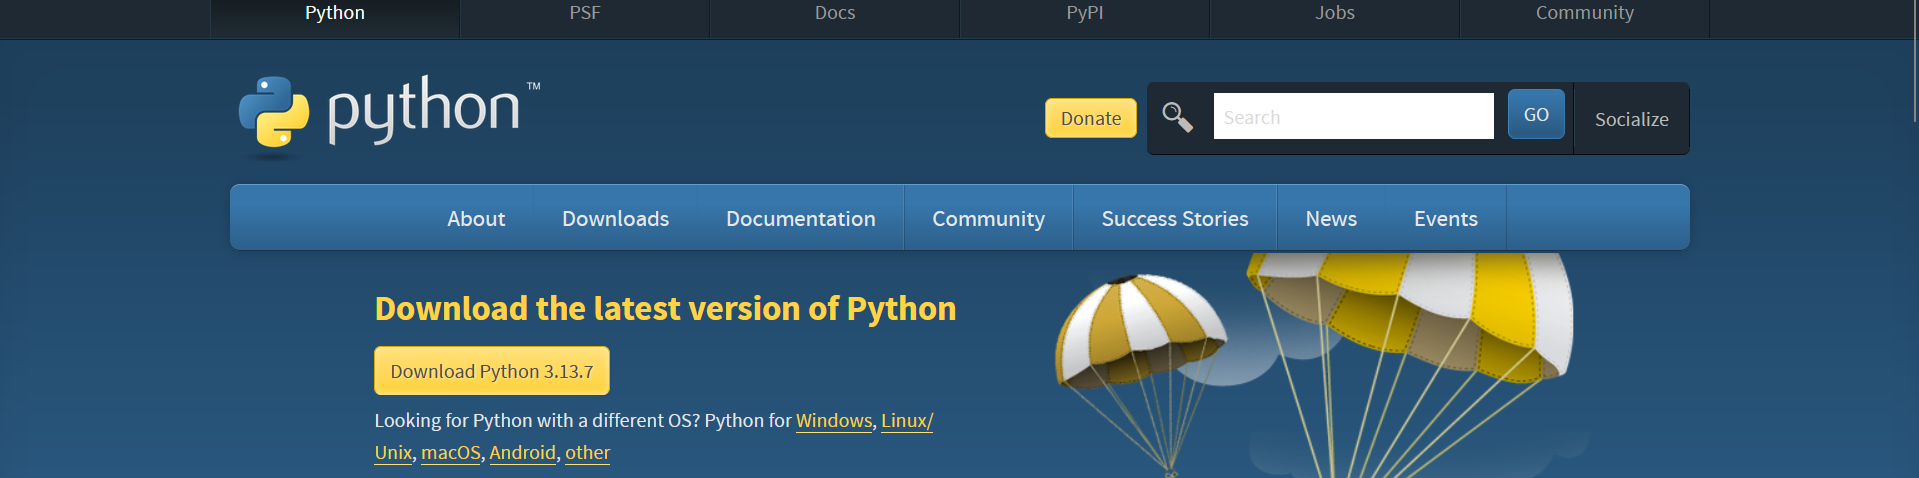 Python PSF Docs PyPI Jobs Community
python™
Donate Search GO Socialize
About Downloads Documentation Community Success Stories News Events
Download the latest version of Python
Download Python 3.13.7
Looking for Python with a different OS? Python for Windows, Linux/
Unix, macOS, Android, other